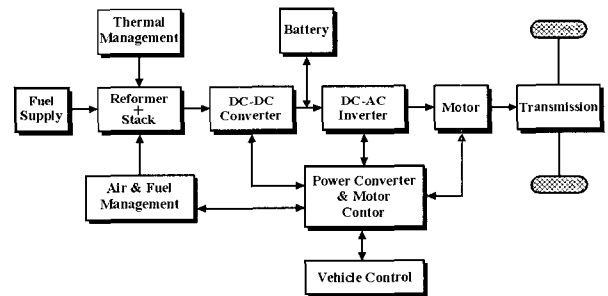 Thermal
Management
Battery
Fuel
Supply
Reformer
+
Stack
DC-DC
Converter
DC-AC
Inverter
Motor
Transmission
Air & Fuel
Management
Power Converter
& Motor
Contor
Vehicle Control